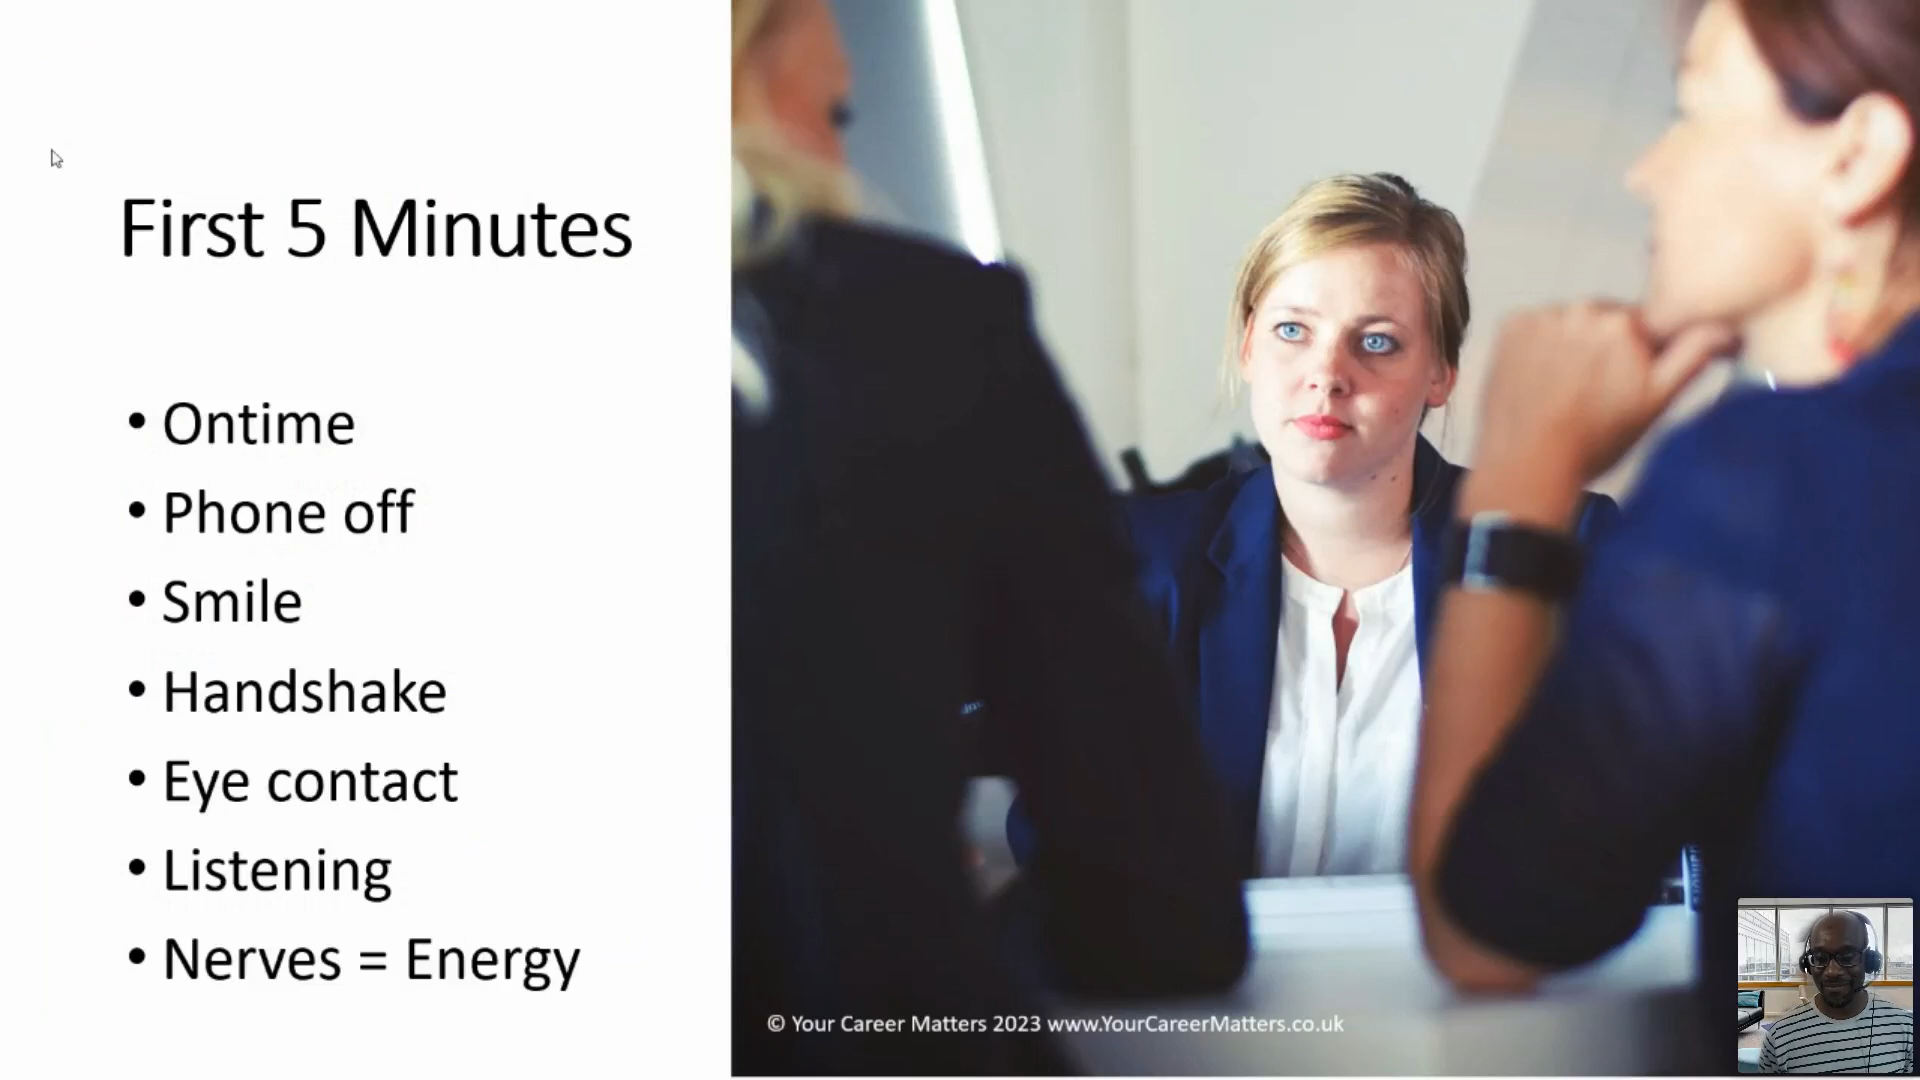 First 5 Minutes
• Ontime
• Phone off
• Smile
• Handshake
• Eye contact
• Listening
• Nerves = Energy
© Your Career Matters 2023 www.YourCareerMatters.co.uk